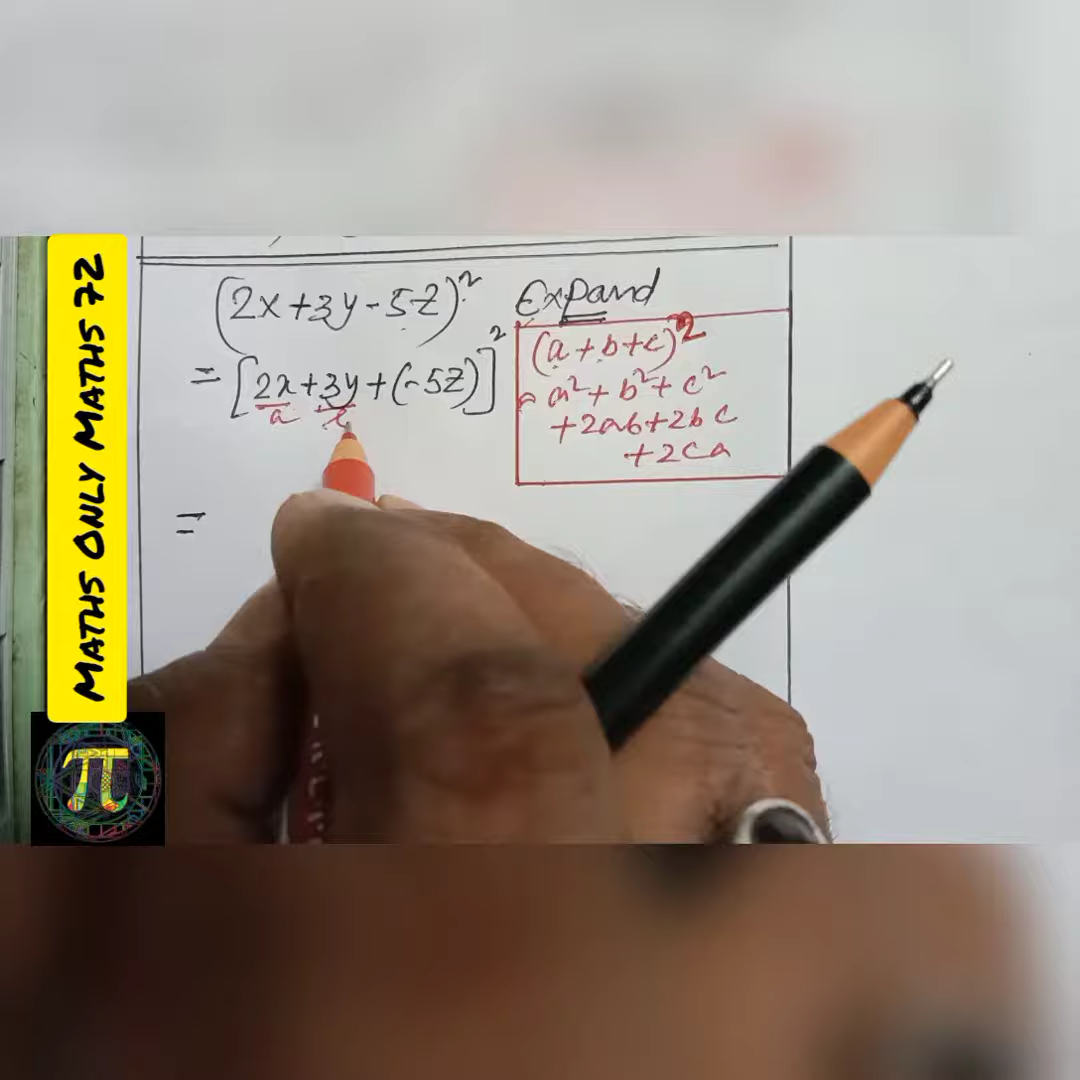 MATHS ONLY MATHS 72
(2x+3y-5z)² Expand
= [2x+3y+(-5z)]²
a
(a+b+c)²
= a²+b²+c²
+2ab+2bc
+2ca
=
π